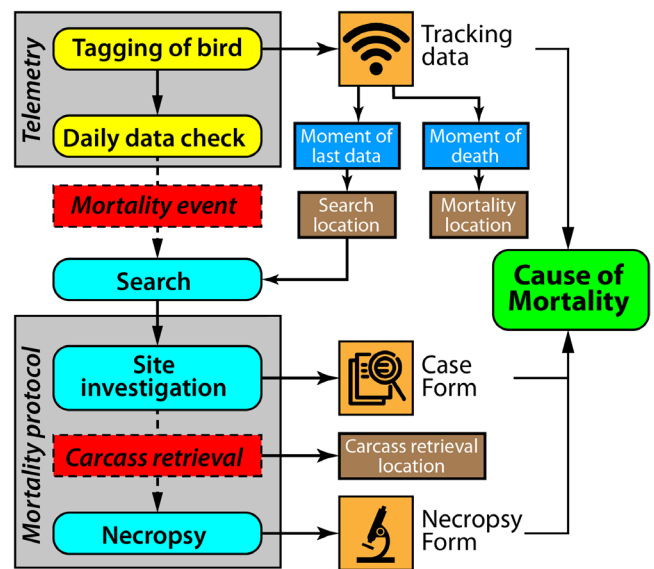 Telemetry
Tagging of bird
Tracking
data
Daily data check
Moment of
last data
Moment of
death
Mortality event
Search
location
Mortality
location
Search
Cause of
Mortality
Mortality protocol
Site
investigation
Case
Form
Carcass retrieval
Carcass retrieval
location
Necropsy
Necropsy
Form